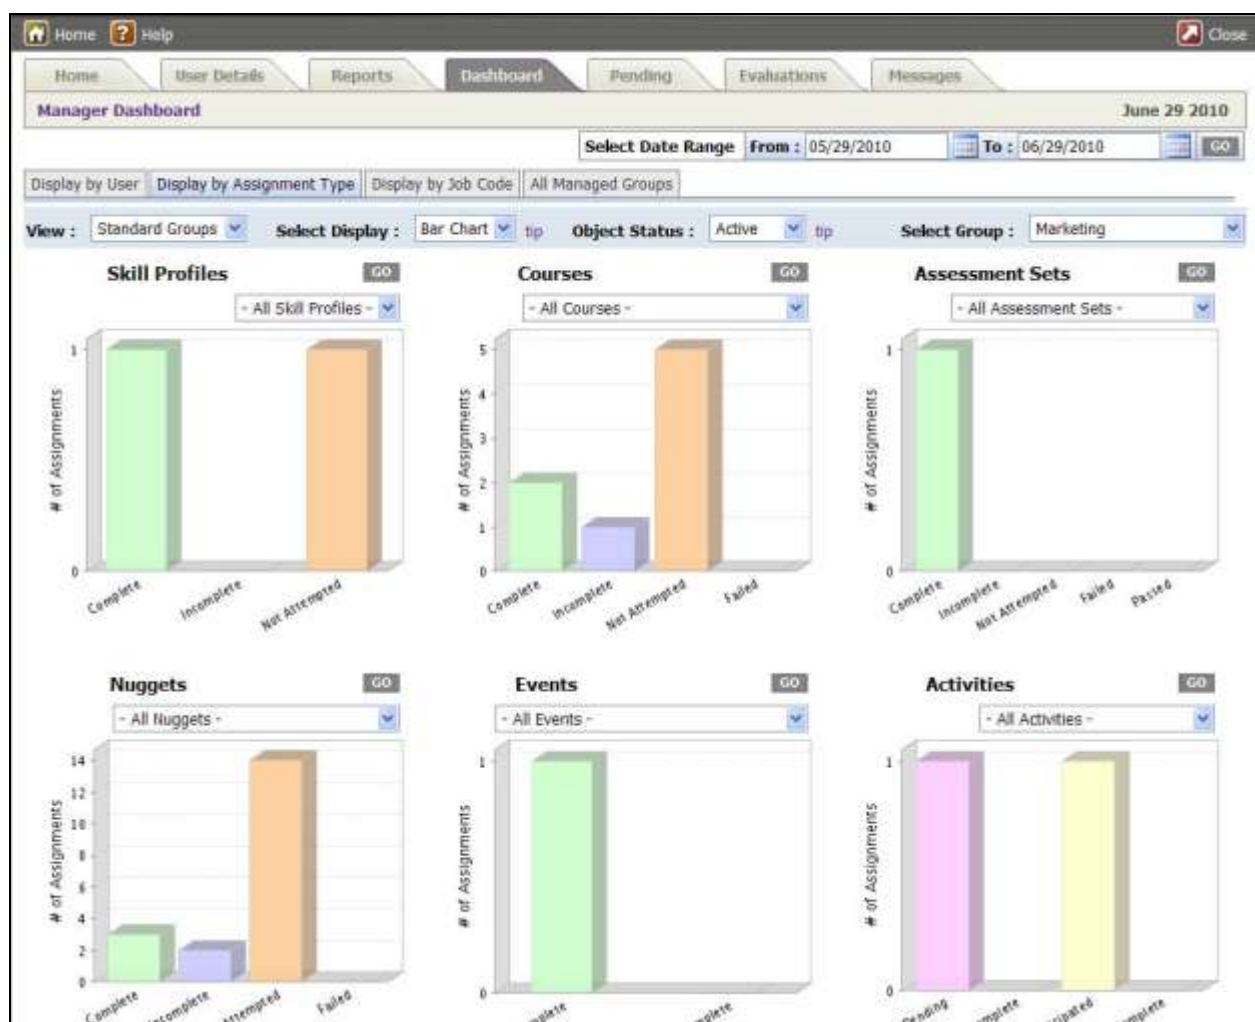 Home Help Close
Home User Details Reports Dashboard Pending Evaluations Messages
Manager Dashboard June 29 2010
Select Date Range From : 05/29/2010 To : 06/29/2010 GO
Display by User Display by Assignment Type Display by Job Code All Managed Groups
View : Standard Groups Select Display : Bar Chart tip Object Status : Active tip Select Group : Marketing
Skill Profiles GO Courses GO Assessment Sets GO
- All Skill Profiles - - All Courses - - All Assessment Sets -
# of Assignments
1
0
Complete Incomplete Not Attempted
# of Assignments
5
4
3
2
1
0
Complete Incomplete Not Attempted Failed
# of Assignments
1
0
Complete Incomplete Not Attempted Failed Passed
Nuggets GO Events GO Activities GO
- All Nuggets - - All Events - - All Activities -
# of Assignments
14
12
10
8
6
4
2
0
Complete Incomplete Attempted Failed
# of Assignments
1
0
# of Assignments
1
0
Pending